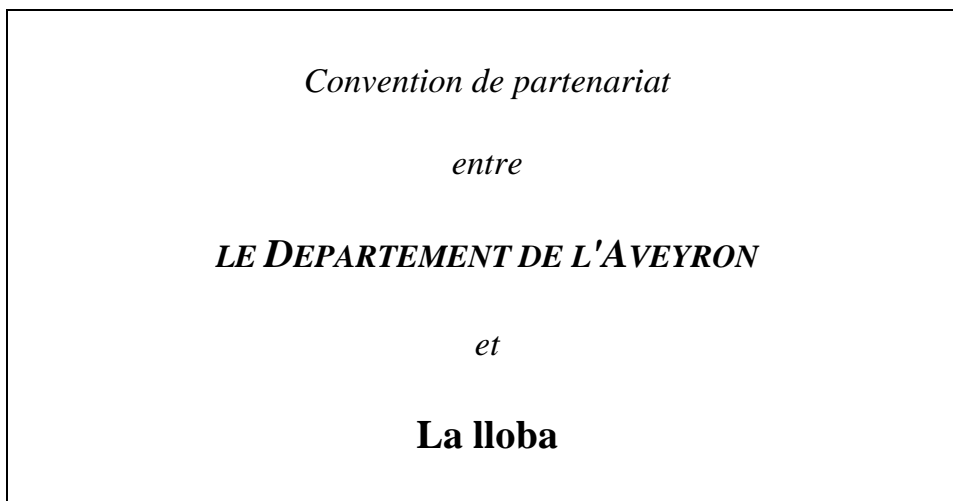 Convention de partenariat
entre
LE DEPARTEMENT DE L'AVEYRON
et
La lloba